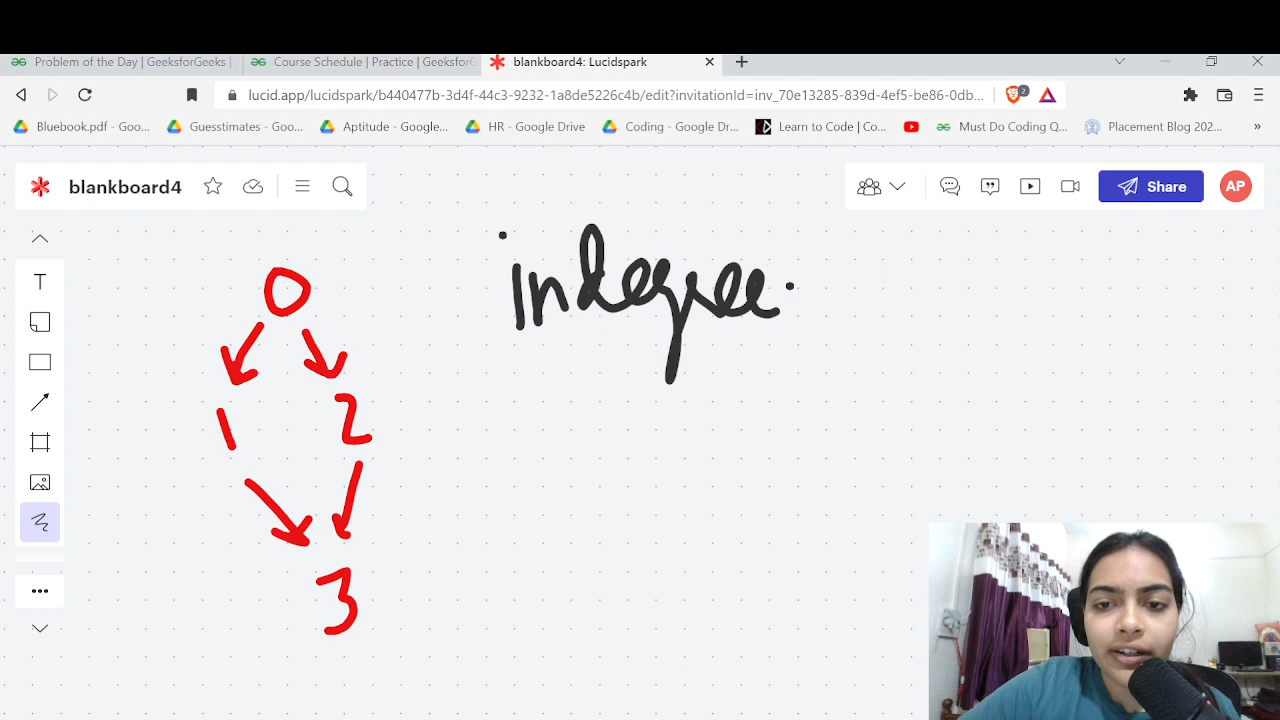 Problem of the Day | GeeksforGeeks | Course Schedule | Practice | GeeksforG blankboard4: Lucidspark
lucid.app/lucidspark/b440477b-3d4f-44c3-9232-1a8de5226c4b/edit?invitationId=inv_70e13285-839d-4ef5-be86-0db... 2
Bluebook.pdf - Goo... Guesstimates - Goo... Aptitude - Google... HR - Google Drive Coding - Google Dr... Learn to Code | Co... Must Do Coding Q... Placement Blog 202... »
blankboard4 Share AP
T
indegree.
0
1 2
3